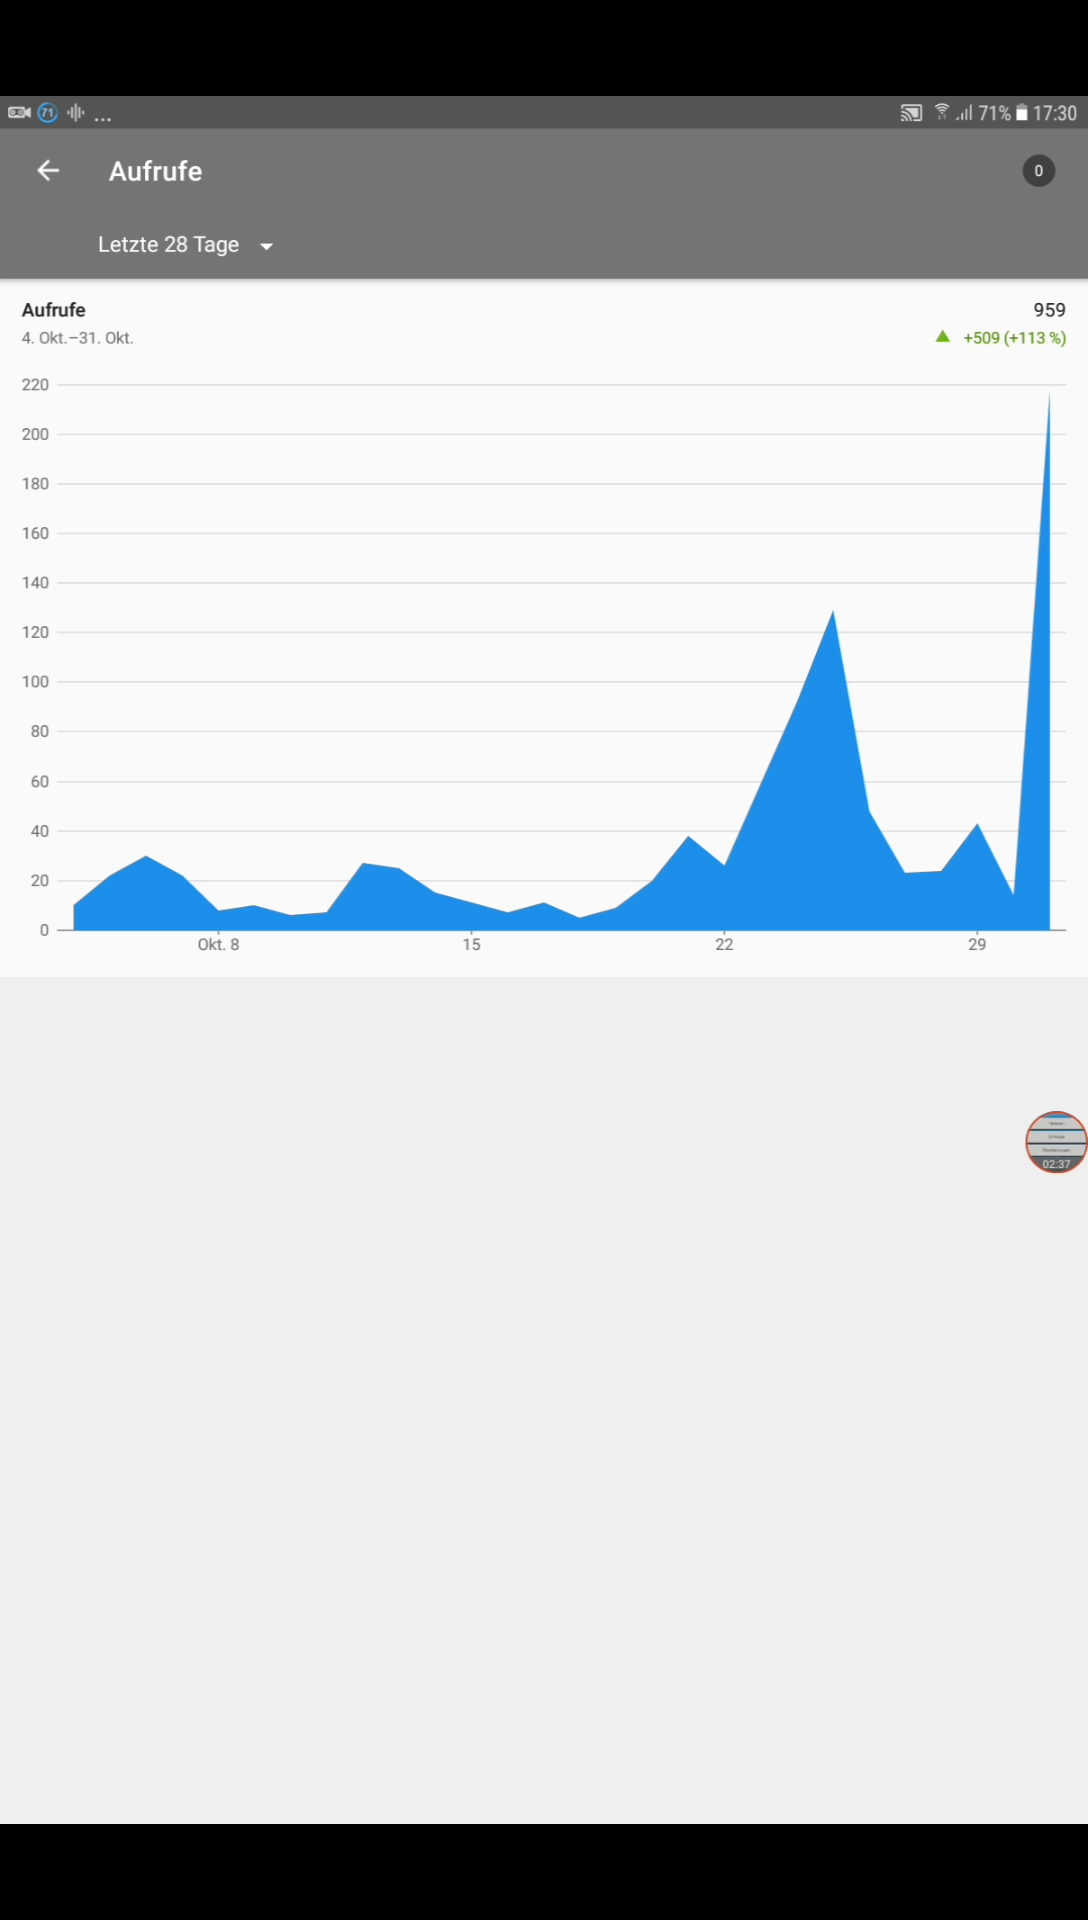 71 ... 71% 17:30
Aufrufe 0
Letzte 28 Tage
Aufrufe 959
4. Okt.–31. Okt. +509 (+113 %)
220
200
180
160
140
120
100
80
60
40
20
0
Okt. 8 15 22 29
02:37